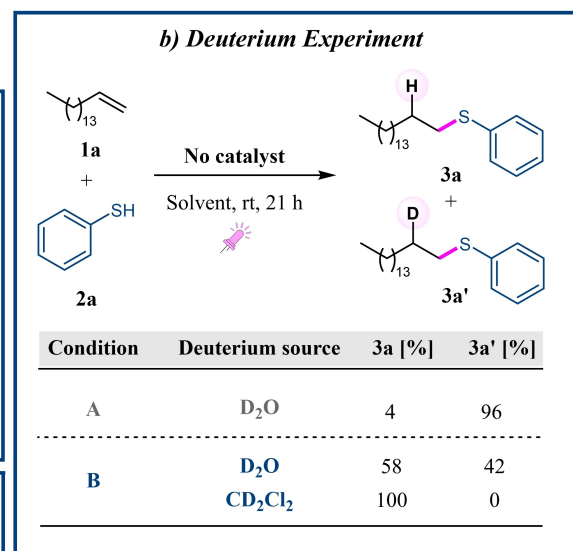 b) Deuterium Experiment
( )13
1a
+
SH
2a
No catalyst
Solvent, rt, 21 h
H
S
( )13
3a
+
D
S
( )13
3a'
Condition Deuterium source 3a [%] 3a' [%]
A D₂O 4 96
B D₂O 58 42
CD₂Cl₂ 100 0